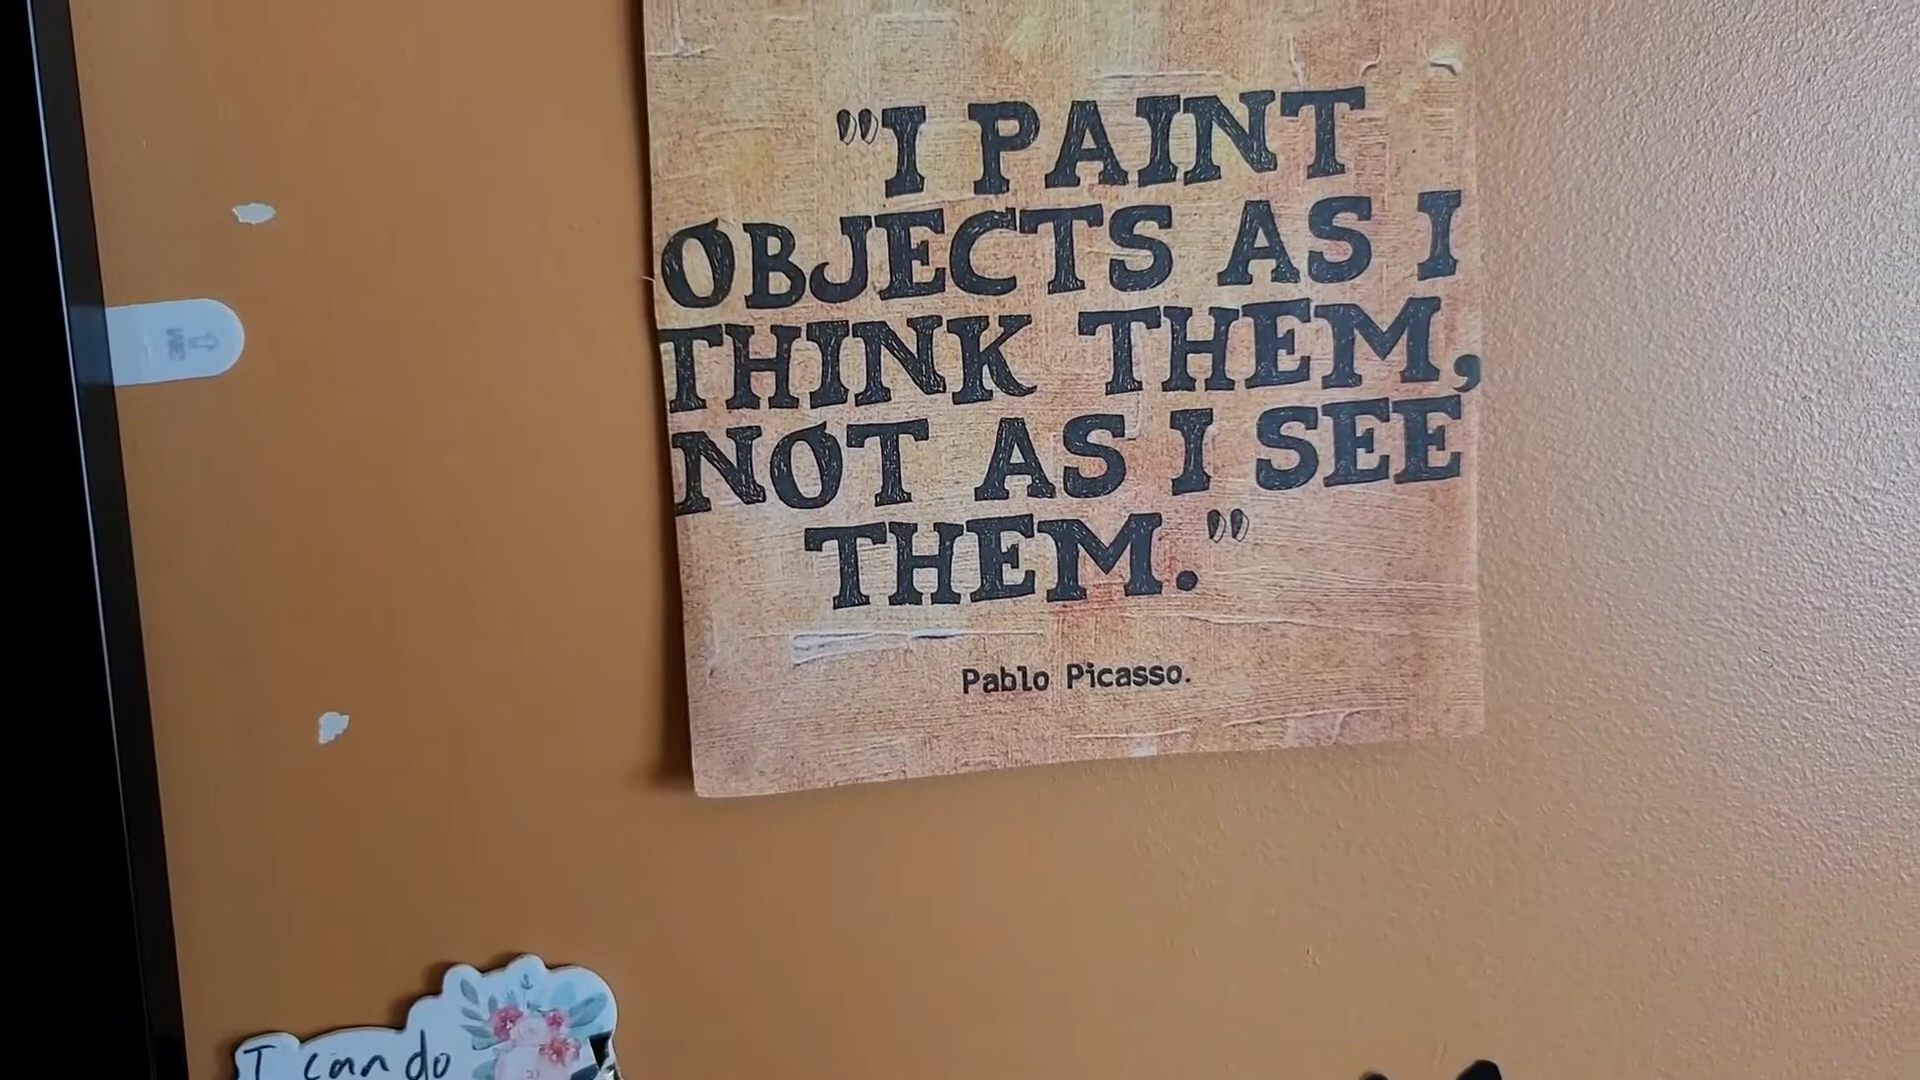 "I PAINT
OBJECTS AS I
THINK THEM,
NOT AS I SEE
THEM."
Pablo Picasso.
I can do